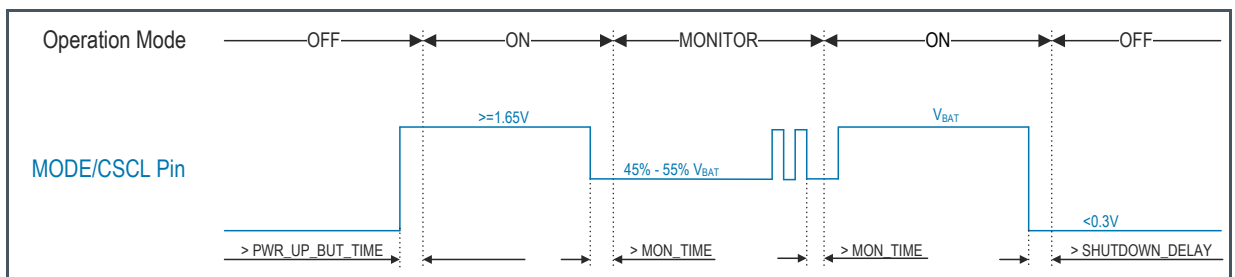 Operation Mode OFF ON MONITOR ON OFF
>=1.65V VBAT
MODE/CSCL Pin 45% - 55% VBAT
<0.3V
> PWR_UP_BUT_TIME > MON_TIME > MON_TIME > SHUTDOWN_DELAY